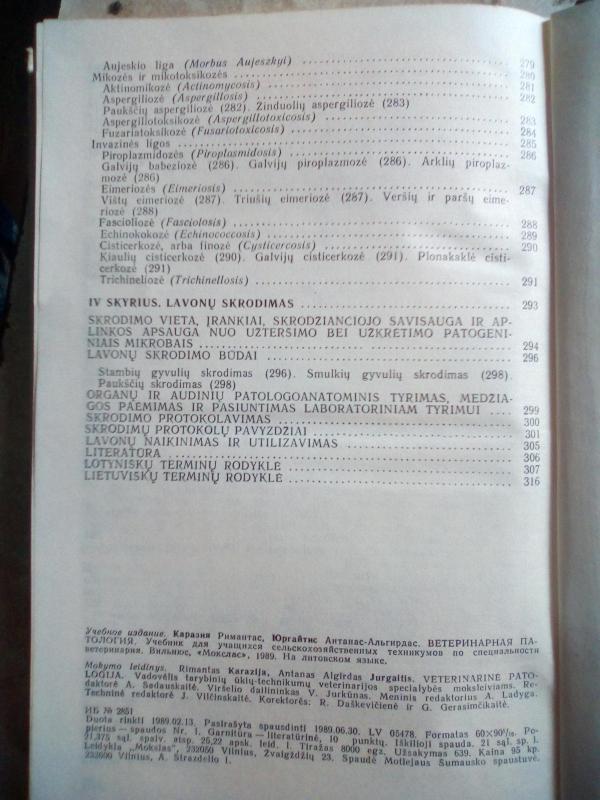 Aujeskio liga (Morbus Aujeszkyi) . . . 279
Mikozės ir mikotoksikozės . . . 280
Aktinomikozė (Actinomycosis) . . . 281
Aspergiliozė (Aspergillosis) . . . 282
Paukščių aspergiliozė (282). Žinduolių aspergiliozė (283)
Aspergiliotoksikozė (Aspergillotoxicosis) . . . 283
Fuzariatoksikozė (Fusariotoxicosis) . . . 284
Invazinės ligos . . . 285
Piroplazmidozės (Piroplasmidosis) . . . 286
Galvijų babeziozė (286). Galvijų piroplazmozė (286). Arklių piroplaz-
mozė (286)
Eimeriozės (Eimeriosis) . . . 287
Vištų eimeriozė (287). Triušių eimeriozė (287). Veršių ir paršų eime-
riozė (288)
Fascioliozė (Fasciolosis) . . . 288
Echinokokozė (Echinococcosis) . . . 289
Cisticerkozė, arba finozė (Cysticercosis) . . . 290
Kiaulių cisticerkozė (290). Galvijų cisticerkozė (291). Plonakaklė cisti-
cerkozė (291)
Trichineliozė (Trichinellosis) . . . 291
IV SKYRIUS. LAVONŲ SKRODIMAS . . . 293
SKRODIMO VIETA, ĮRANKIAI, SKRODŽIANČIOJO SAVISAUGA IR AP-
LINKOS APSAUGA NUO UŽTERŠIMO BEI UŽKRĖTIMO PATOGENI-
NIAIS MIKROBAIS . . . 294
LAVONŲ SKRODIMO BŪDAI . . . 296
Stambių gyvulių skrodimas (296). Smulkių gyvulių skrodimas (298).
Paukščių skrodimas (298)
ORGANŲ IR AUDINIŲ PATOLOGOANATOMINIS TYRIMAS, MEDŽIA-
GOS PAĖMIMAS IR PASIUNTIMAS LABORATORINIAM TYRIMUI . . . 299
SKRODIMO PROTOKOLAVIMAS . . . 300
SKRODIMŲ PROTOKOLŲ PAVYZDŽIAI . . . 301
LAVONŲ NAIKINIMAS IR UTILIZAVIMAS . . . 305
LITERATŪRA . . . 306
LOTYNIŠKŲ TERMINŲ RODYKLĖ . . . 307
LIETUVIŠKŲ TERMINŲ RODYKLĖ . . . 316
Учебное издание. Каразия Римантас, Юргайтис Антанас-Альгирдас. ВЕТЕРИНАРНАЯ ПА-
ТОЛОГИЯ. Учебник для учащихся сельскохозяйственных техникумов по специальности
ветеринария. Вильнюс, «Мокслас», 1989. На литовском языке.
Mokymo leidinys. Rimantas Karazija, Antanas Algirdas Jurgaitis. VETERINARINĖ PATO-
LOGIJA. Vadovėlis tarybinių ūkių-technikumų veterinarijos specialybės moksleiviams. Re-
daktorė A. Sadauskaitė. Viršelio dailininkas V. Jurkūnas. Meninis redaktorius A. Ladyga.
Techninė redaktorė J. Vilčinskaitė. Korektorės: R. Daškevičienė ir G. Gerasimčikaitė.
ИБ № 2851
Duota rinkti 1989.02.13. Pasirašyta spausdinti 1989.06.30. LV 05478. Formatas 60×90¹/₁₆. Po-
pierius — spaudos Nr. 1. Garnitūra — literatūrinė, 10 punktų. Iškilioji spauda. 21 sąl. sp. l.
21,375 sąl. spalv. atsp. 26,22 apsk. leid. l. Tiražas 8000 egz. Užsakymas 639. Kaina 95 kp.
Leidykla „Mokslas“, 232050 Vilnius, Žvaigždžių 23. Spaudė Motiejaus Šumausko spaustuvė,
232600 Vilnius, A. Strazdelio 1.